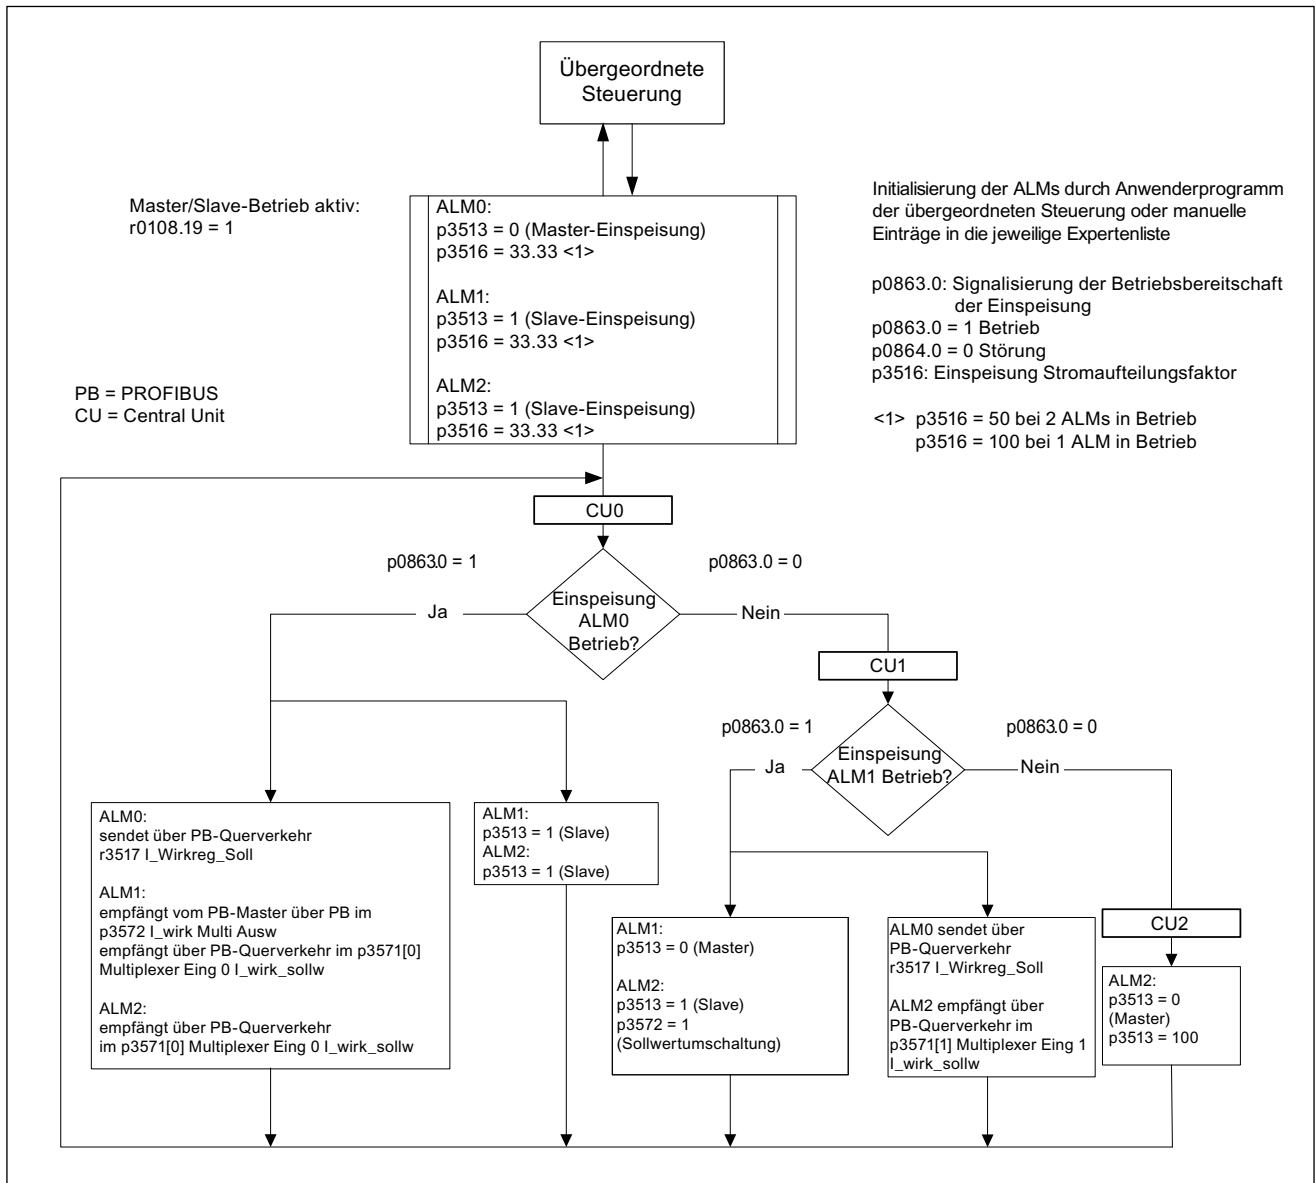 Übergeordnete
Steuerung
Master/Slave-Betrieb aktiv:
r0108.19 = 1
PB = PROFIBUS
CU = Central Unit
ALM0:
p3513 = 0 (Master-Einspeisung)
p3516 = 33.33 <1>
ALM1:
p3513 = 1 (Slave-Einspeisung)
p3516 = 33.33 <1>
ALM2:
p3513 = 1 (Slave-Einspeisung)
p3516 = 33.33 <1>
Initialisierung der ALMs durch Anwenderprogramm
der übergeordneten Steuerung oder manuelle
Einträge in die jeweilige Expertenliste
p0863.0: Signalisierung der Betriebsbereitschaft
der Einspeisung
p0863.0 = 1 Betrieb
p0864.0 = 0 Störung
p3516: Einspeisung Stromaufteilungsfaktor
<1> p3516 = 50 bei 2 ALMs in Betrieb
p3516 = 100 bei 1 ALM in Betrieb
CU0
p0863.0 = 1
p0863.0 = 0
Ja
Einspeisung
ALM0
Betrieb?
Nein
CU1
p0863.0 = 1
p0863.0 = 0
Ja
Einspeisung
ALM1 Betrieb?
Nein
ALM0:
sendet über PB-Querverkehr
r3517 I_Wirkreg_Soll
ALM1:
empfängt vom PB-Master über PB im
p3572 I_wirk Multi Ausw
empfängt über PB-Querverkehr im p3571[0]
Multiplexer Eing 0 I_wirk_sollw
ALM2:
empfängt über PB-Querverkehr
im p3571[0] Multiplexer Eing 0 I_wirk_sollw
ALM1:
p3513 = 1 (Slave)
ALM2:
p3513 = 1 (Slave)
ALM1:
p3513 = 0 (Master)
ALM2:
p3513 = 1 (Slave)
p3572 = 1
(Sollwertumschaltung)
ALM0 sendet über
PB-Querverkehr
r3517 I_Wirkreg_Soll
ALM2 empfängt über
PB-Querverkehr im
p3571[1] Multiplexer Eing 1
I_wirk_sollw
CU2
ALM2:
p3513 = 0
(Master)
p3513 = 100